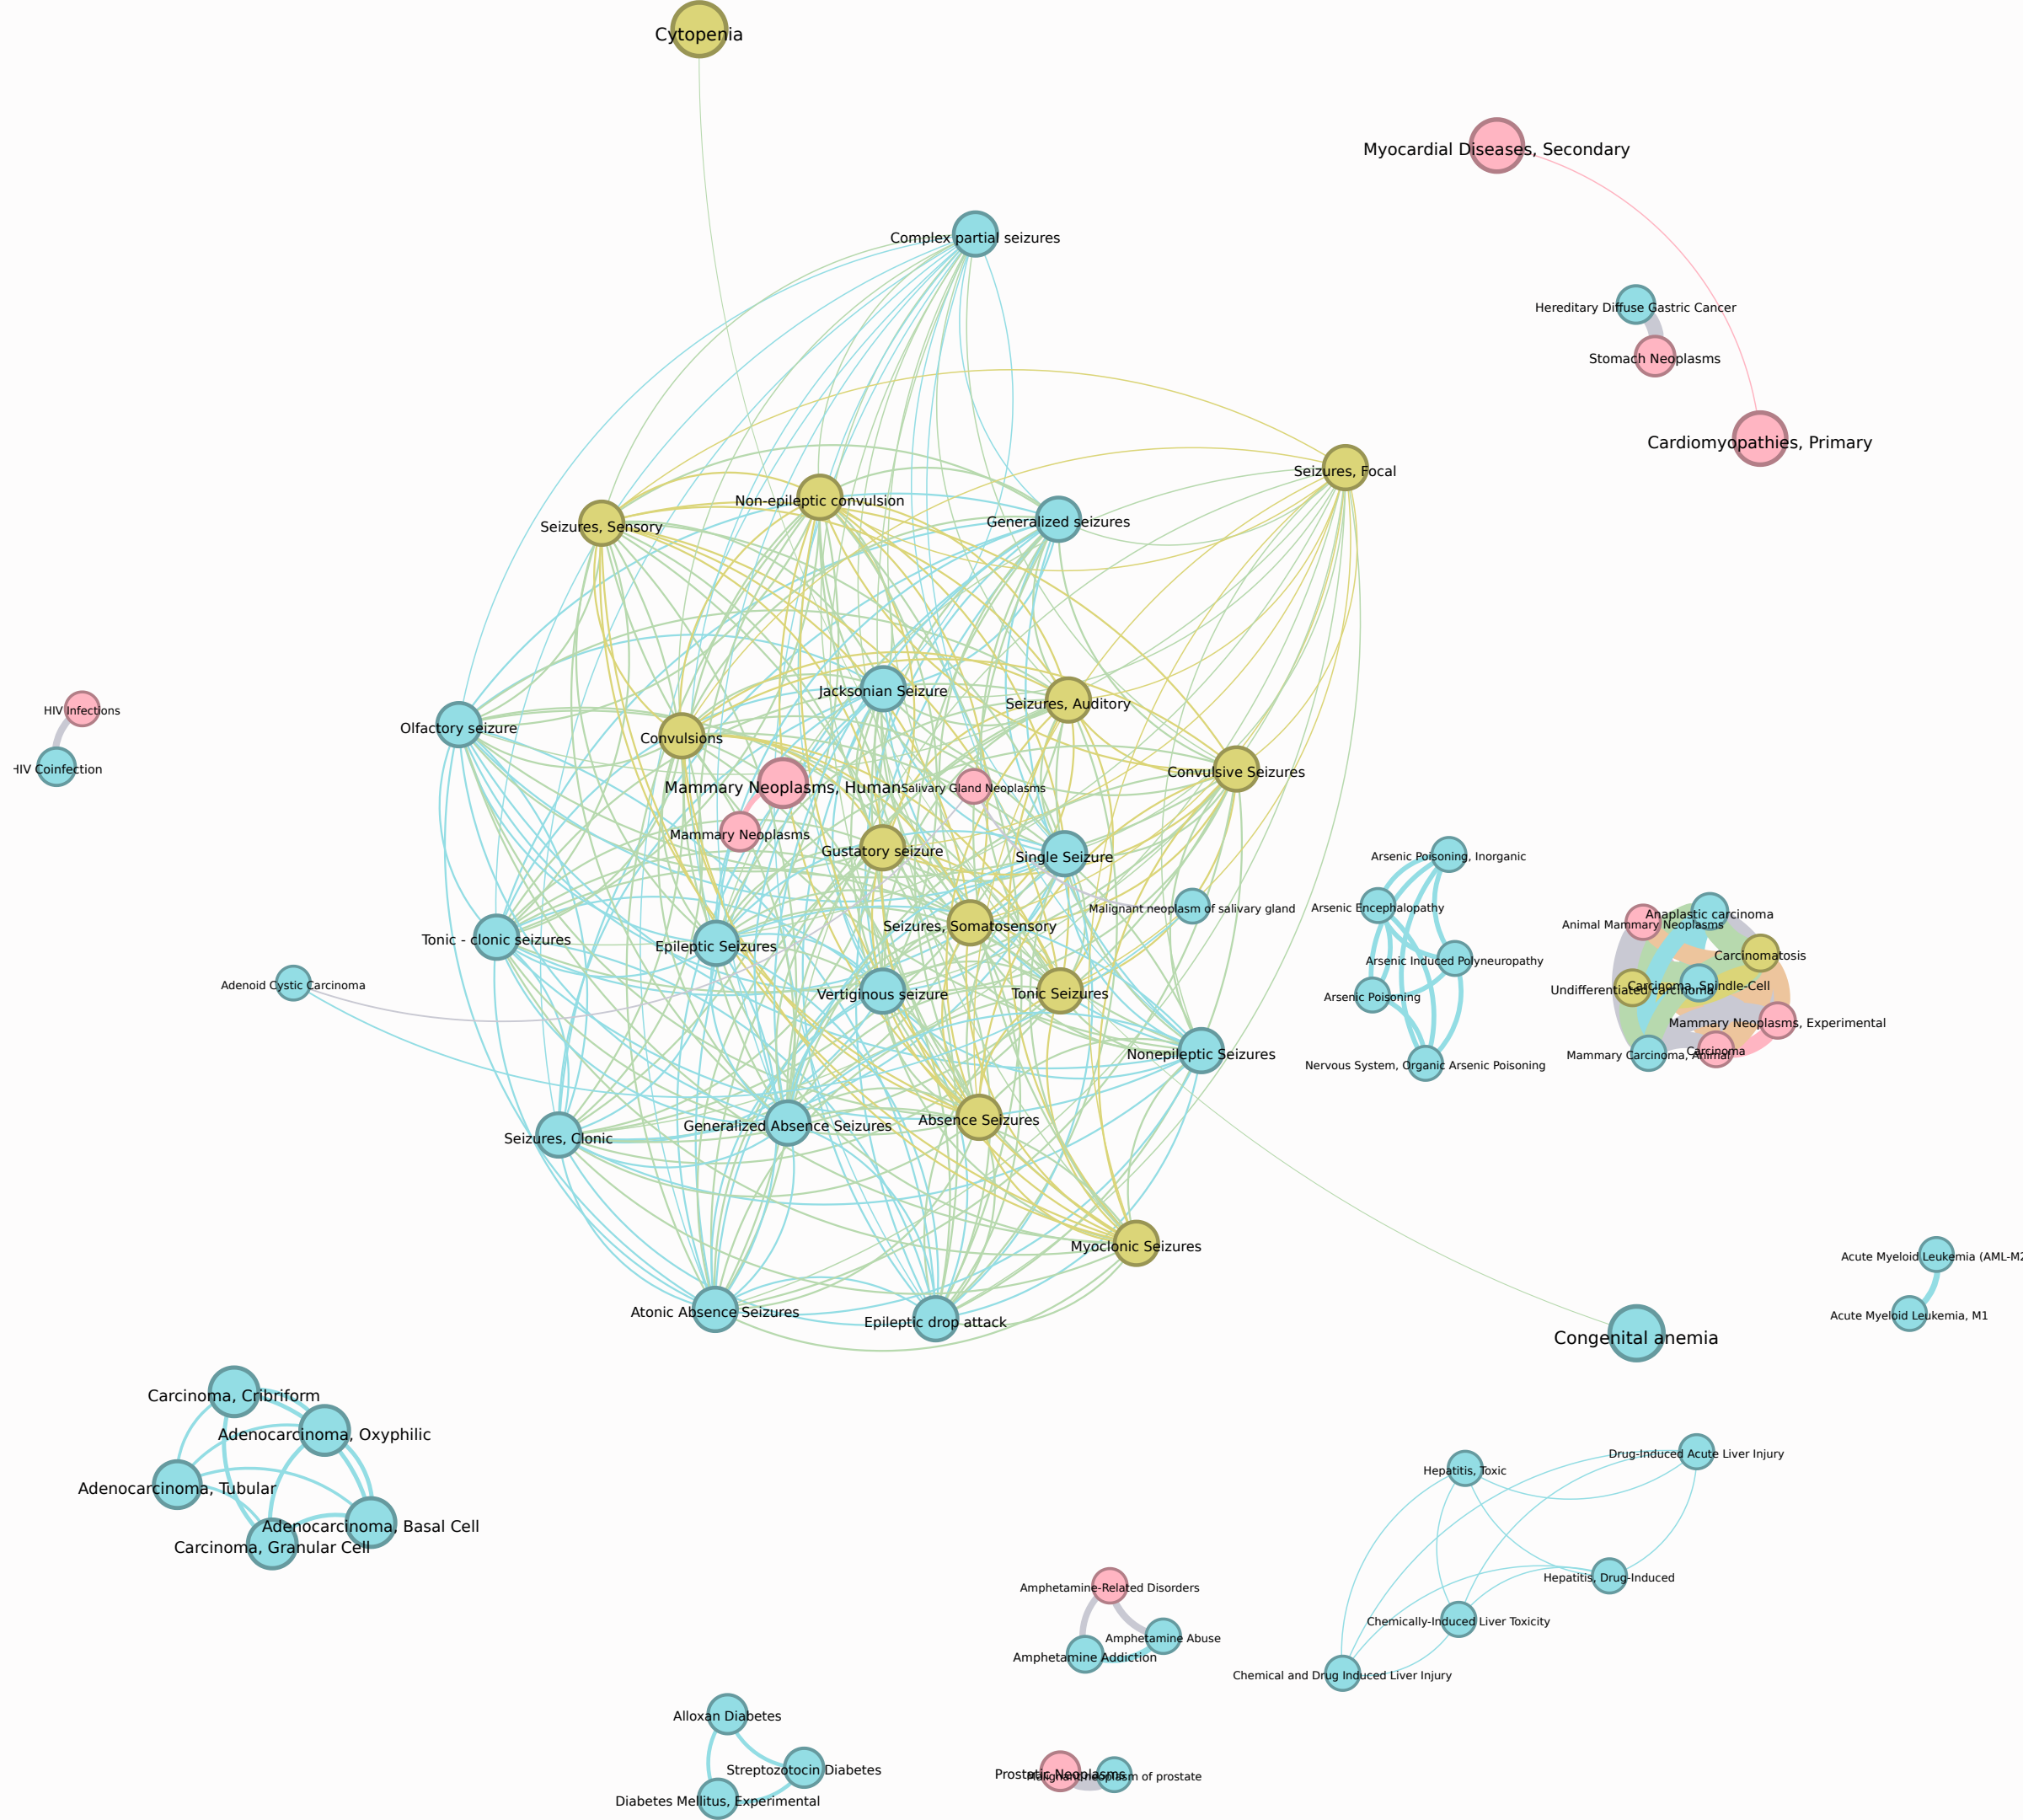 Cytopenia
Myocardial Diseases, Secondary
Complex partial seizures
Hereditary Diffuse Gastric Cancer
Stomach Neoplasms
Cardiomyopathies, Primary
Seizures, Focal
Non-epileptic convulsion
Seizures, Sensory
Generalized seizures
Jacksonian Seizure
Seizures, Auditory
HIV Infections
Olfactory seizure
Convulsions
HIV Coinfection
Convulsive Seizures
Mammary Neoplasms, Human
Salivary Gland Neoplasms
Mammary Neoplasms
Gustatory seizure
Single Seizure
Arsenic Poisoning, Inorganic
Arsenic Encephalopathy
Malignant neoplasm of salivary gland
Anaplastic carcinoma
Animal Mammary Neoplasms
Seizures, Somatosensory
Tonic - clonic seizures
Epileptic Seizures
Carcinomatosis
Arsenic Induced Polyneuropathy
Adenoid Cystic Carcinoma
Carcinoma, Spindle-Cell
Undifferentiated carcinoma
Vertiginous seizure
Tonic Seizures
Arsenic Poisoning
Mammary Neoplasms, Experimental
Nonepileptic Seizures
Carcinoma
Mammary Carcinoma, Animal
Nervous System, Organic Arsenic Poisoning
Absence Seizures
Generalized Absence Seizures
Seizures, Clonic
Myoclonic Seizures
Acute Myeloid Leukemia (AML-M2
Atonic Absence Seizures
Epileptic drop attack
Acute Myeloid Leukemia, M1
Congenital anemia
Carcinoma, Cribriform
Adenocarcinoma, Oxyphilic
Drug-Induced Acute Liver Injury
Hepatitis, Toxic
Adenocarcinoma, Tubular
Adenocarcinoma, Basal Cell
Carcinoma, Granular Cell
Hepatitis, Drug-Induced
Amphetamine-Related Disorders
Chemically-Induced Liver Toxicity
Amphetamine Abuse
Amphetamine Addiction
Chemical and Drug Induced Liver Injury
Alloxan Diabetes
Streptozotocin Diabetes
Prostatic Neoplasms
Malignant neoplasm of prostate
Diabetes Mellitus, Experimental